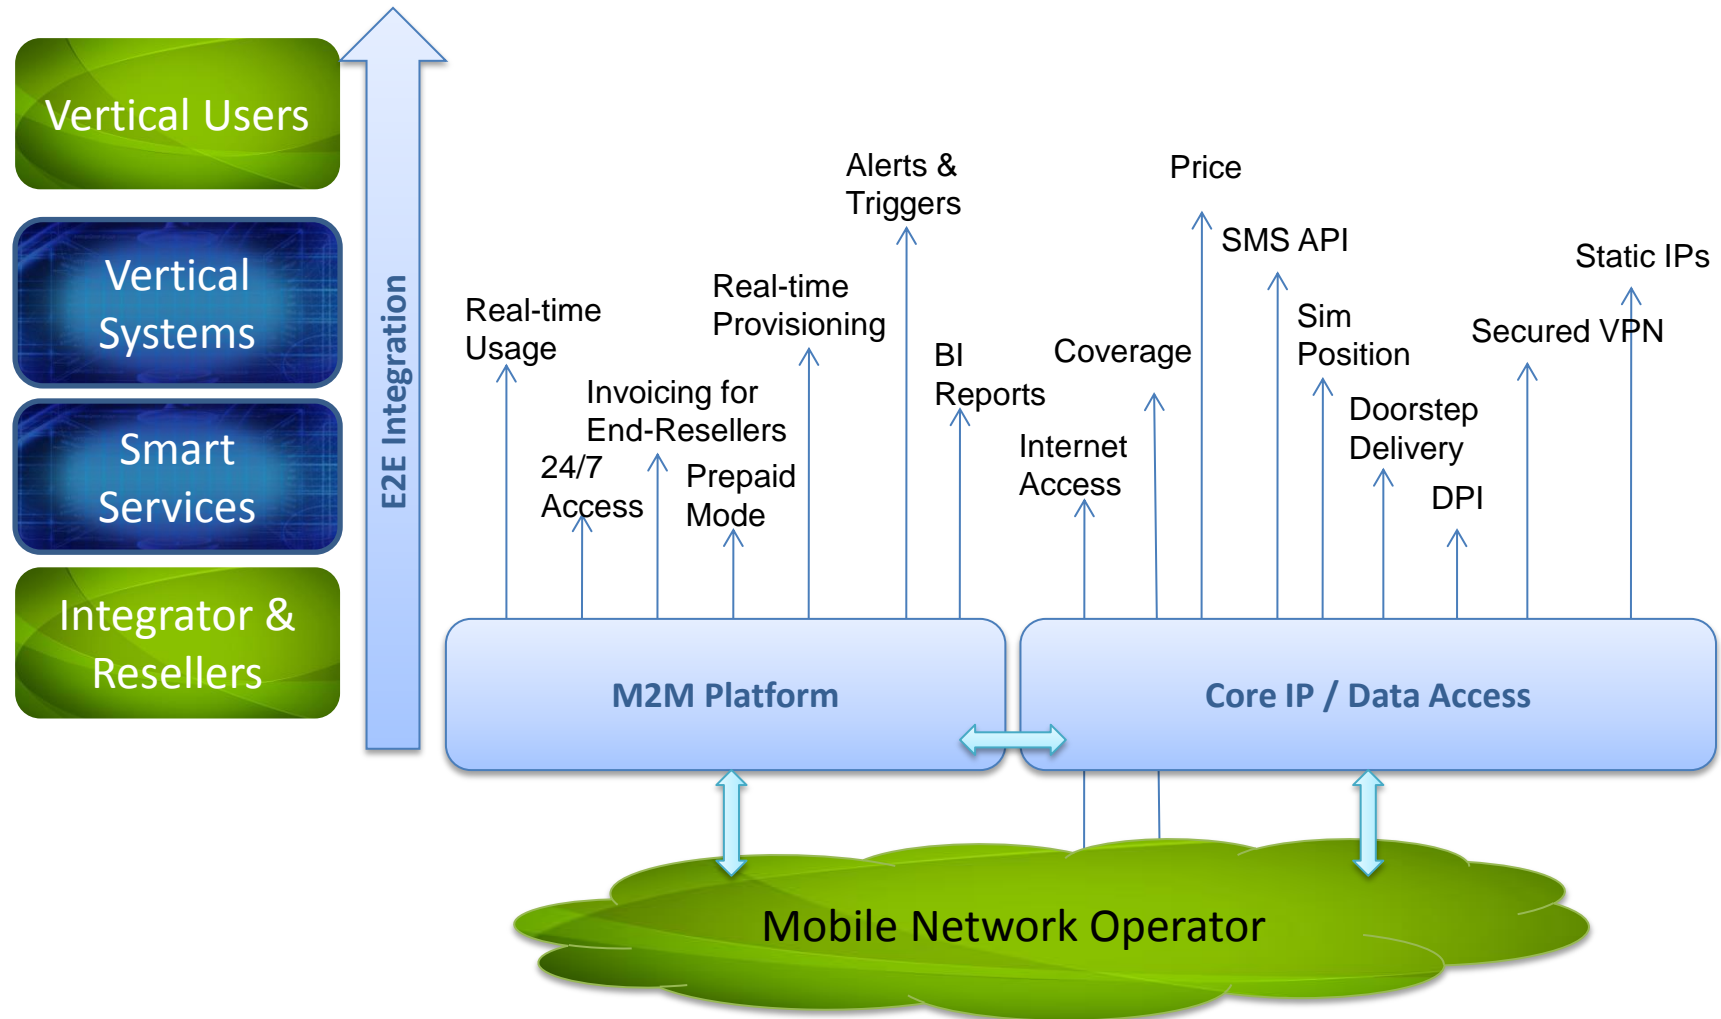 Vertical Users
Vertical
Systems
Smart
Services
Integrator &
Resellers
E2E Integration
Real-time
Usage
24/7
Access
Invoicing for
End-Resellers
Prepaid
Mode
Real-time
Provisioning
Alerts &
Triggers
BI
Reports
Internet
Access
Coverage
Price
SMS API
Sim
Position
Doorstep
Delivery
DPI
Secured VPN
Static IPs
M2M Platform
Core IP / Data Access
Mobile Network Operator